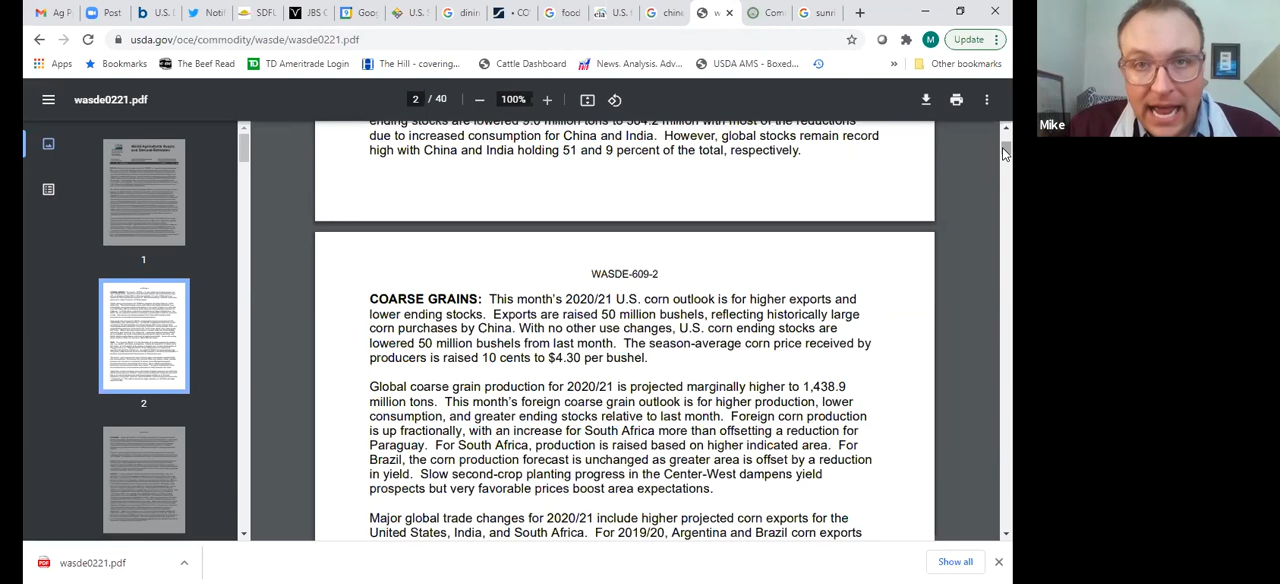 Ag P
Post
U.S. D
Notif
SDFU
JBS C
Goo
U.S. S
dinin
• CO
food
U.S. 
chine
w
Com
sunri
usda.gov/oce/commodity/wasde/wasde0221.pdf
M
Update
Apps
Bookmarks
The Beef Read
TD Ameritrade Login
The Hill - covering...
Cattle Dashboard
News. Analysis. Adv...
USDA AMS - Boxed...
»
Other bookmarks
wasde0221.pdf
2 / 40
100%
Mike
due to increased consumption for China and India. However, global stocks remain record
high with China and India holding 51 and 9 percent of the total, respectively.
WASDE-609-2
COARSE GRAINS: This month's 2020/21 U.S. corn outlook is for higher exports and
lower ending stocks. Exports are raised 50 million bushels, reflecting historically large
corn purchases by China. With no other use changes, U.S. corn ending stocks are
lowered 50 million bushels from last month. The season-average corn price received by
producers is raised 10 cents to $4.30 per bushel.
Global coarse grain production for 2020/21 is projected marginally higher to 1,438.9
million tons. This month's foreign coarse grain outlook is for higher production, lower
consumption, and greater ending stocks relative to last month. Foreign corn production
is up fractionally, with an increase for South Africa more than offsetting a reduction for
Paraguay. For South Africa, production is raised based on higher indicated area. For
Brazil, the corn production forecast is unchanged as greater area is offset by a reduction
in yield. Slow second-crop planting progress in the Center-West dampens yield
prospects but very favorable prices boost area expectations.
Major global trade changes for 2020/21 include higher projected corn exports for the
United States, India, and South Africa. For 2019/20, Argentina and Brazil corn exports
1
2
wasde0221.pdf
Show all